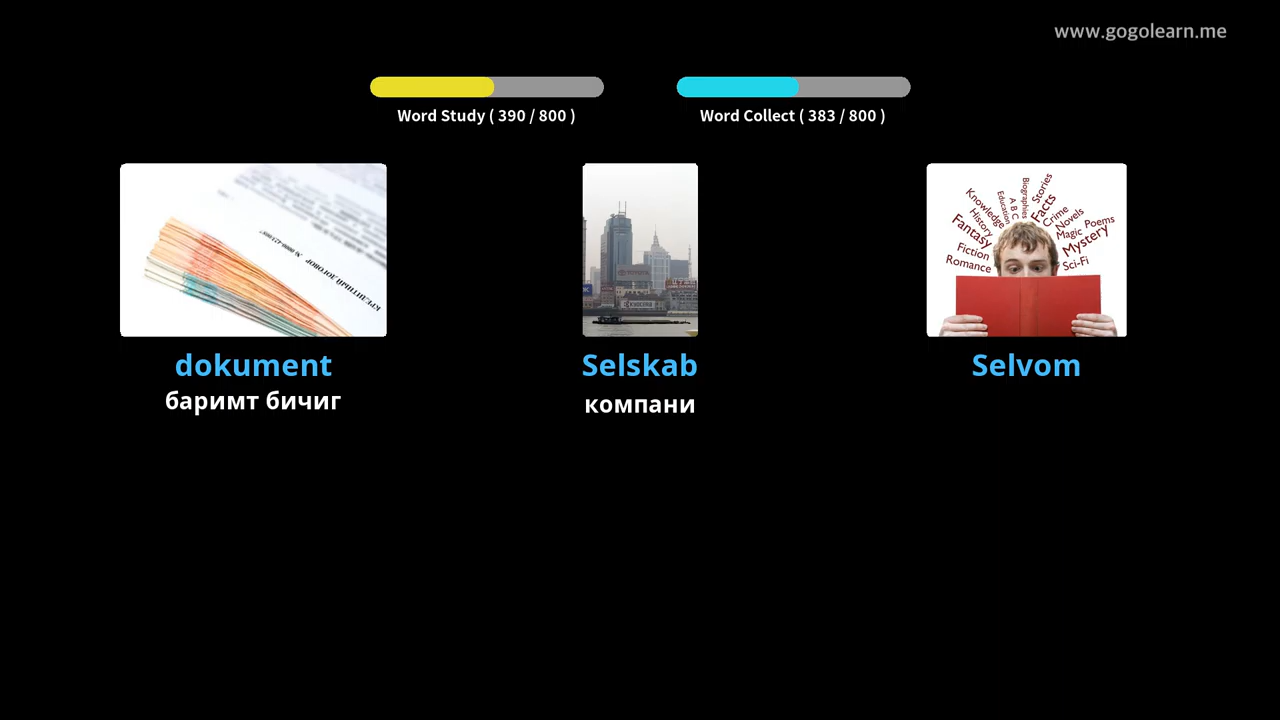 www.gogolearn.me
Word Study ( 390 / 800 )
Word Collect ( 383 / 800 )
TOYOTA
Knowledge
History
Fantasy
Fiction
Romance
Education
A B C
Biographies
Stories
Facts
Crime
Novels
Magic
Poems
Mystery
Sci-Fi
dokument
Selskab
Selvom
баримт бичиг
компани